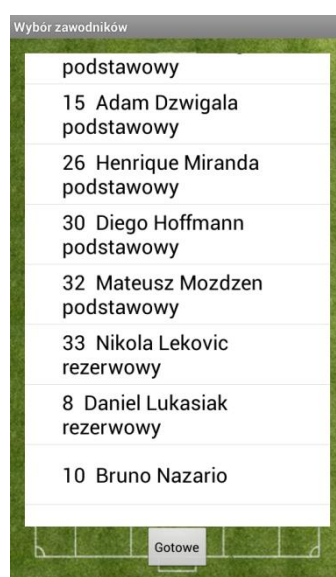 Wybór zawodników
podstawowy
15 Adam Dzwigala
podstawowy
26 Henrique Miranda
podstawowy
30 Diego Hoffmann
podstawowy
32 Mateusz Mozdzen
podstawowy
33 Nikola Lekovic
rezerwowy
8 Daniel Lukasiak
rezerwowy
10 Bruno Nazario
Gotowe